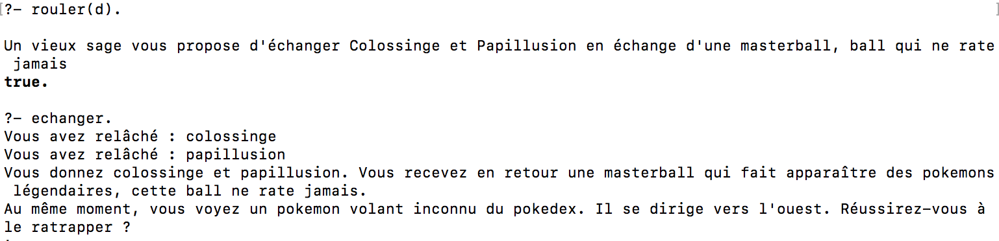 ?- rouler(d).
Un vieux sage vous propose d'échanger Colossinge et Papillusion en échange d'une masterball, ball qui ne rate
jamais
true.
?- echanger.
Vous avez relâché : colossinge
Vous avez relâché : papillusion
Vous donnez colossinge et papillusion. Vous recevez en retour une masterball qui fait apparaître des pokemons
légendaires, cette ball ne rate jamais.
Au même moment, vous voyez un pokemon volant inconnu du pokedex. Il se dirige vers l'ouest. Réussirez-vous à
le ratrapper ?